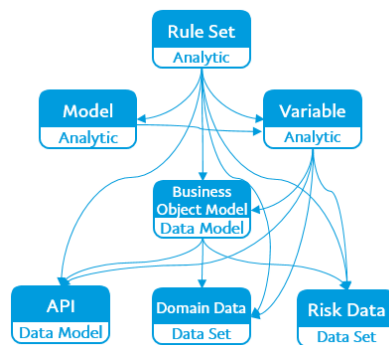 Rule Set
Analytic
Model
Analytic
Variable
Analytic
Business
Object Model
Data Model
API
Data Model
Domain Data
Data Set
Risk Data
Data Set